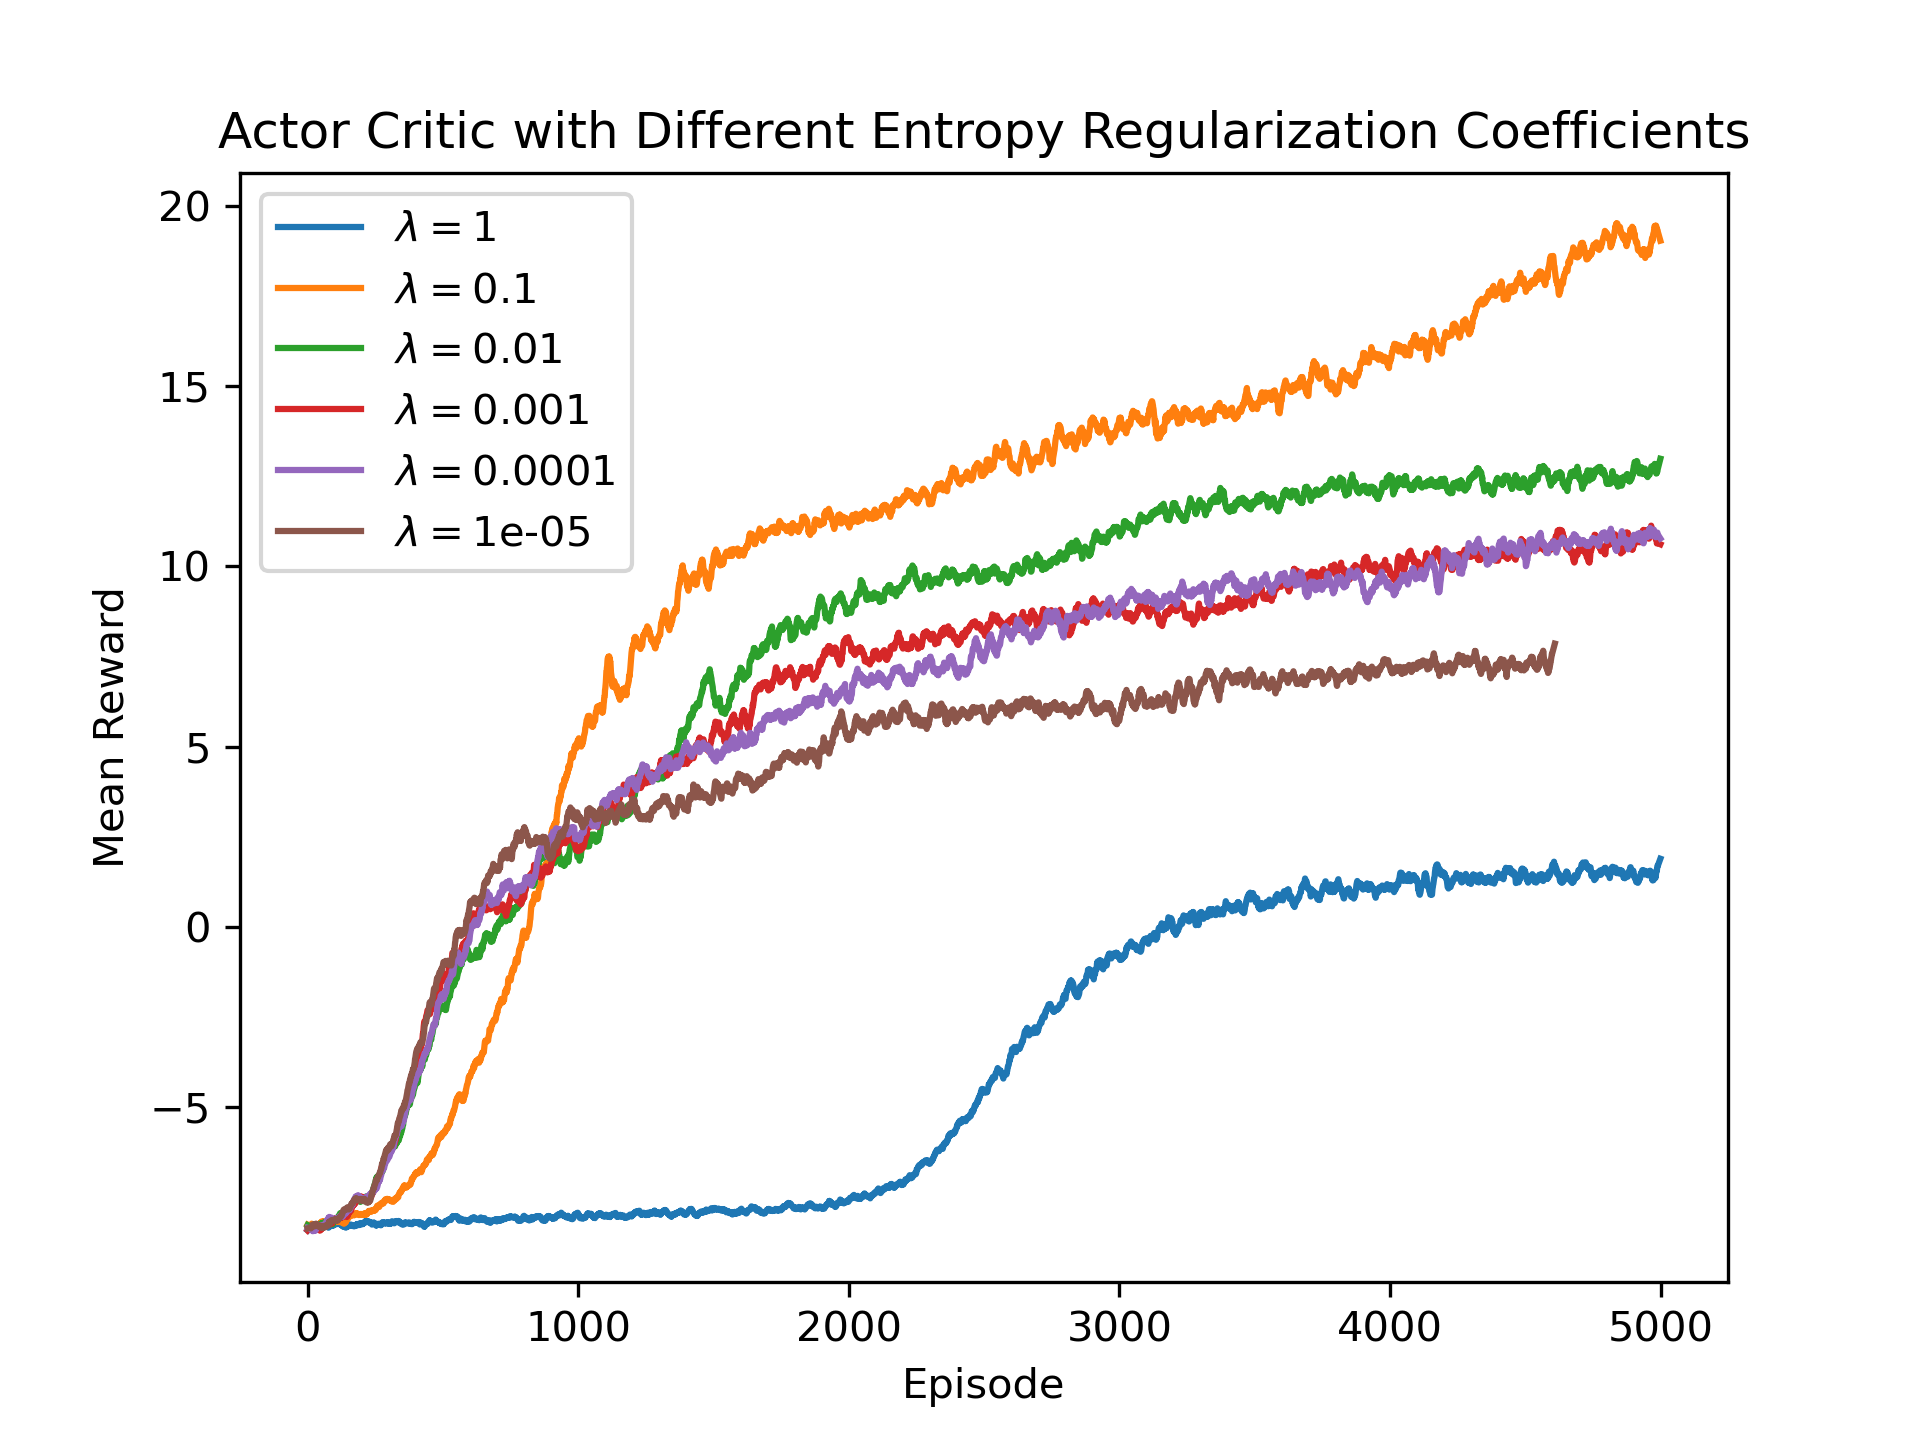 Actor Critic with Different Entropy Regularization Coefficients
λ = 1
λ = 0.1
λ = 0.01
λ = 0.001
λ = 0.0001
λ = 1e-05
20
15
10
5
0
−5
Mean Reward
0 1000 2000 3000 4000 5000
Episode